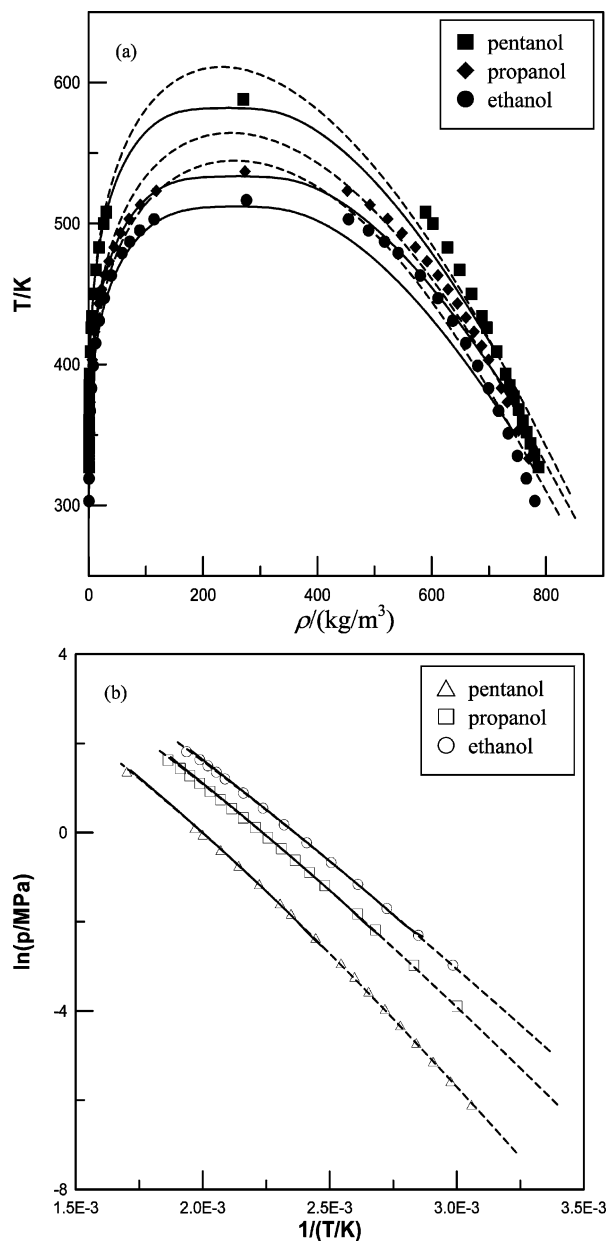 (a)
pentanol
propanol
ethanol
600
500
400
300
T/K
0
200
400
600
800
ρ/(kg/m³)
4
(b)
pentanol
propanol
ethanol
0
-4
-8
ln(p/MPa)
1.5E-3
2.0E-3
2.5E-3
3.0E-3
3.5E-3
1/(T/K)